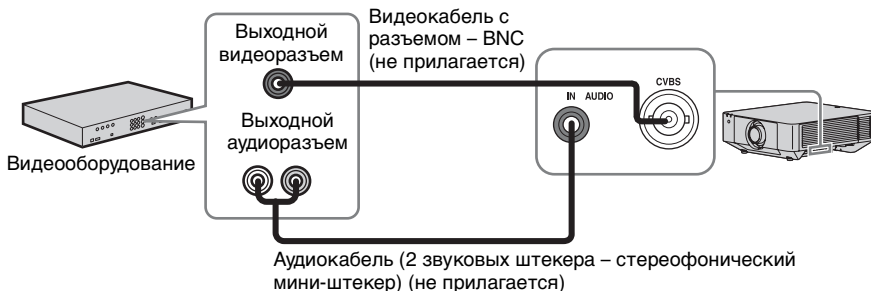 Видеокабель с
разъемом – BNC
(не прилагается)
Выходной
видеоразъем
CVBS
IN AUDIO
Выходной
аудиоразъем
Видеооборудование
Аудиокабель (2 звуковых штекера – стереофонический
мини-штекер) (не прилагается)